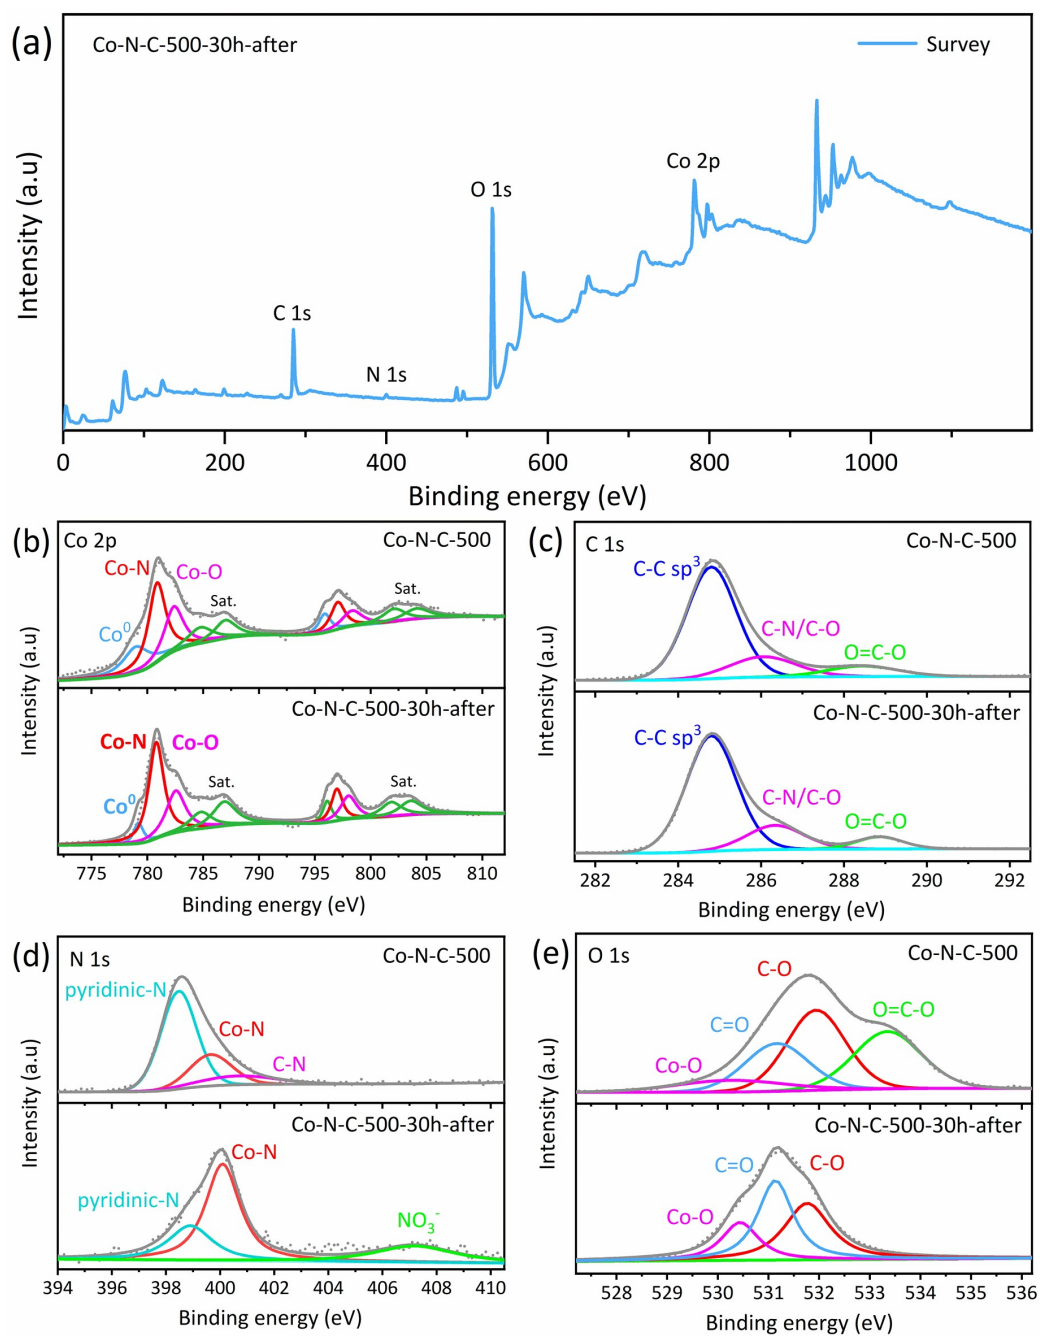 (a)
Co-N-C-500-30h-after
Survey
Co 2p
O 1s
C 1s
N 1s
Intensity (a.u)
0 200 400 600 800 1000
Binding energy (eV)
(b)
Co 2p
Co-N-C-500
Co-N
Co-O
Sat.
Sat.
Co⁰
Co-N-C-500-30h-after
Co-N
Co-O
Sat.
Sat.
Co⁰
Intensity (a.u)
775 780 785 790 795 800 805 810
Binding energy (eV)
(c)
C 1s
Co-N-C-500
C-C sp³
C-N/C-O
O=C-O
Co-N-C-500-30h-after
C-C sp³
C-N/C-O
O=C-O
Intensity (a.u)
282 284 286 288 290 292
Binding energy (eV)
(d)
N 1s
Co-N-C-500
pyridinic-N
Co-N
C-N
Co-N-C-500-30h-after
Co-N
pyridinic-N
NO₃⁻
Intensity (a.u)
394 396 398 400 402 404 406 408 410
Binding energy (eV)
(e)
O 1s
Co-N-C-500
C-O
O=C-O
C=O
Co-O
Co-N-C-500-30h-after
C=O
C-O
Co-O
Intensity (a.u)
528 529 530 531 532 533 534 535 536
Binding energy (eV)